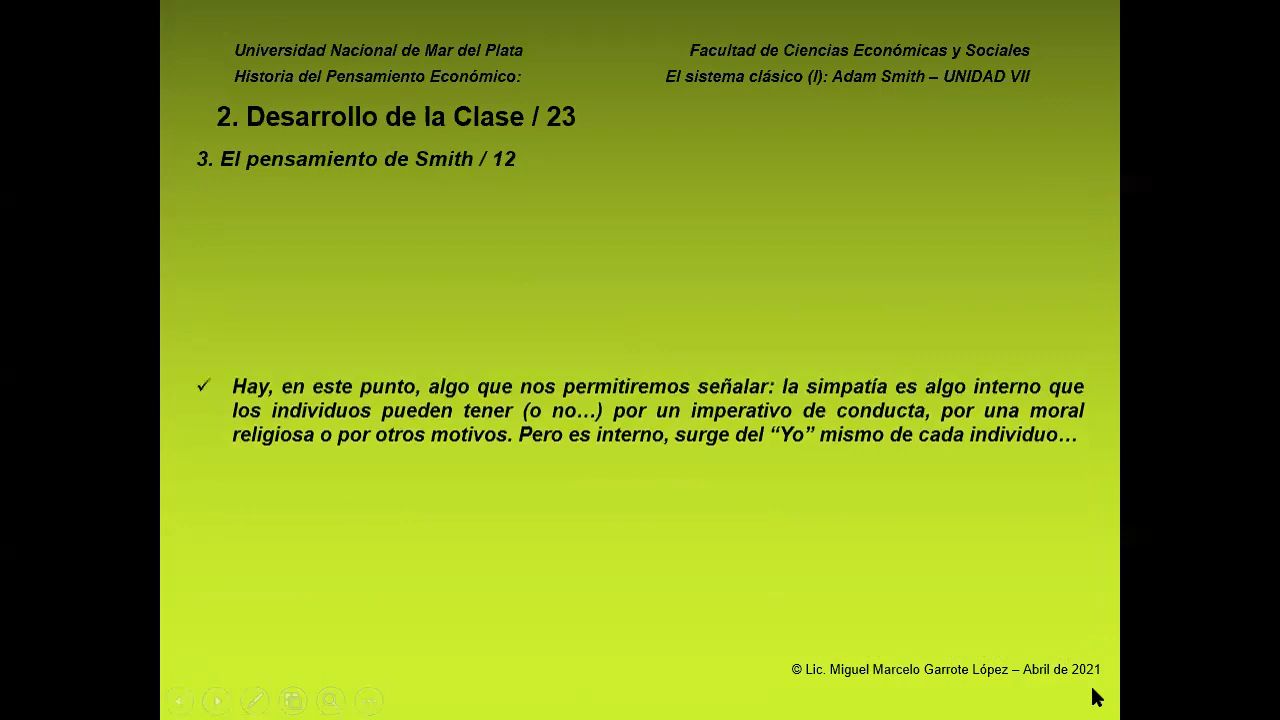 Universidad Nacional de Mar del Plata
Facultad de Ciencias Económicas y Sociales
Historia del Pensamiento Económico:
El sistema clásico (I): Adam Smith – UNIDAD VII
2. Desarrollo de la Clase / 23
3. El pensamiento de Smith / 12
✓ Hay, en este punto, algo que nos permitiremos señalar: la simpatía es algo interno que
los individuos pueden tener (o no…) por un imperativo de conducta, por una moral
religiosa o por otros motivos. Pero es interno, surge del “Yo” mismo de cada individuo…
© Lic. Miguel Marcelo Garrote López – Abril de 2021